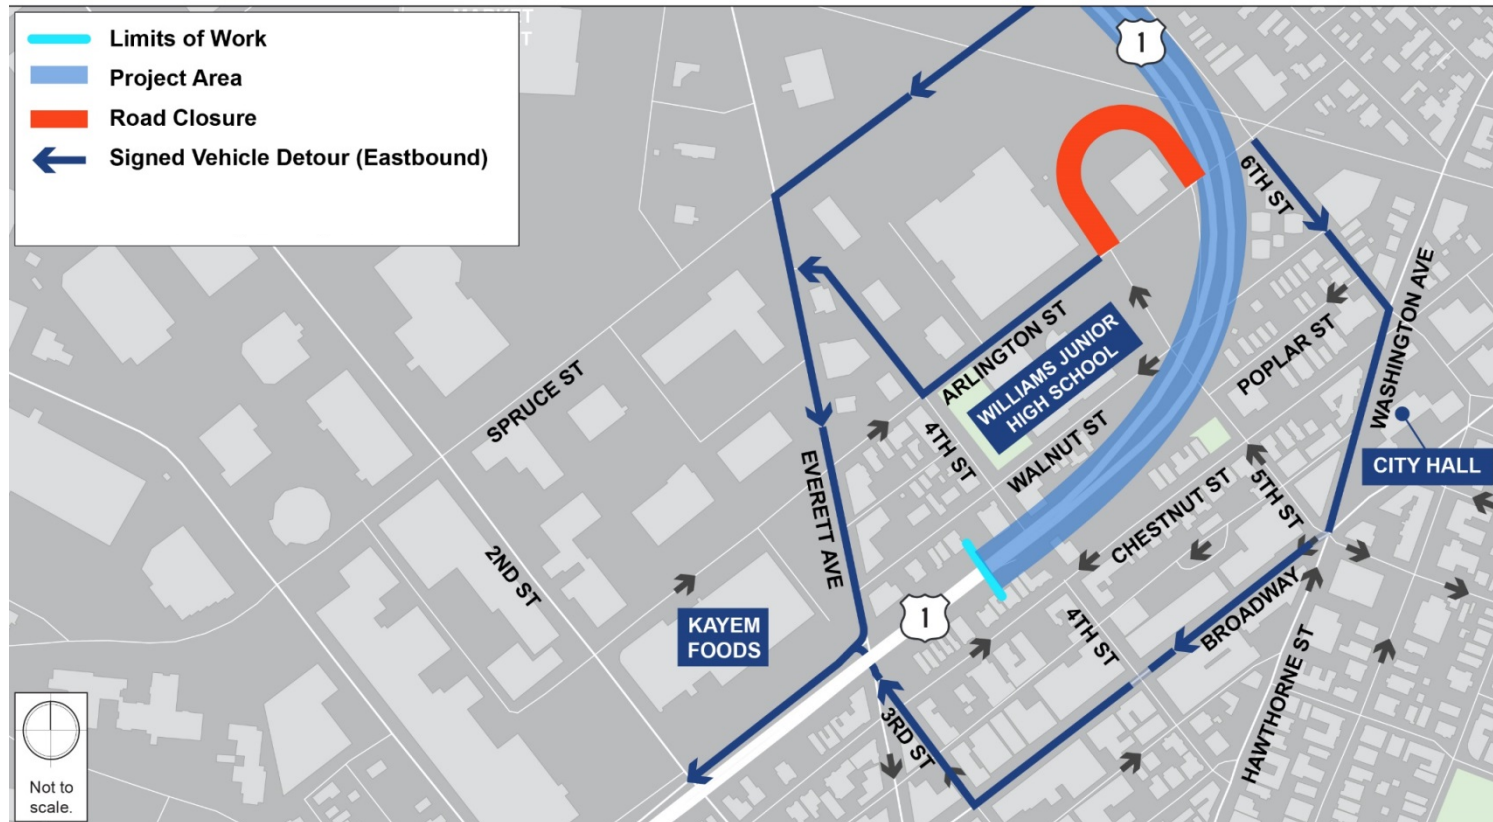 MARKET
Limits of Work
Project Area
Road Closure
Signed Vehicle Detour (Eastbound)
1
6TH ST
WASHINGTON AVE
ARLINGTON ST
WILLIAMS JUNIOR
HIGH SCHOOL
POPLAR ST
SPRUCE ST
4TH ST
WALNUT ST
CITY HALL
EVERETT AVE
CHESTNUT ST
5TH ST
2ND ST
BROADWAY
1
KAYEM
FOODS
4TH ST
HAWTHORNE ST
3RD ST
Not to
scale.